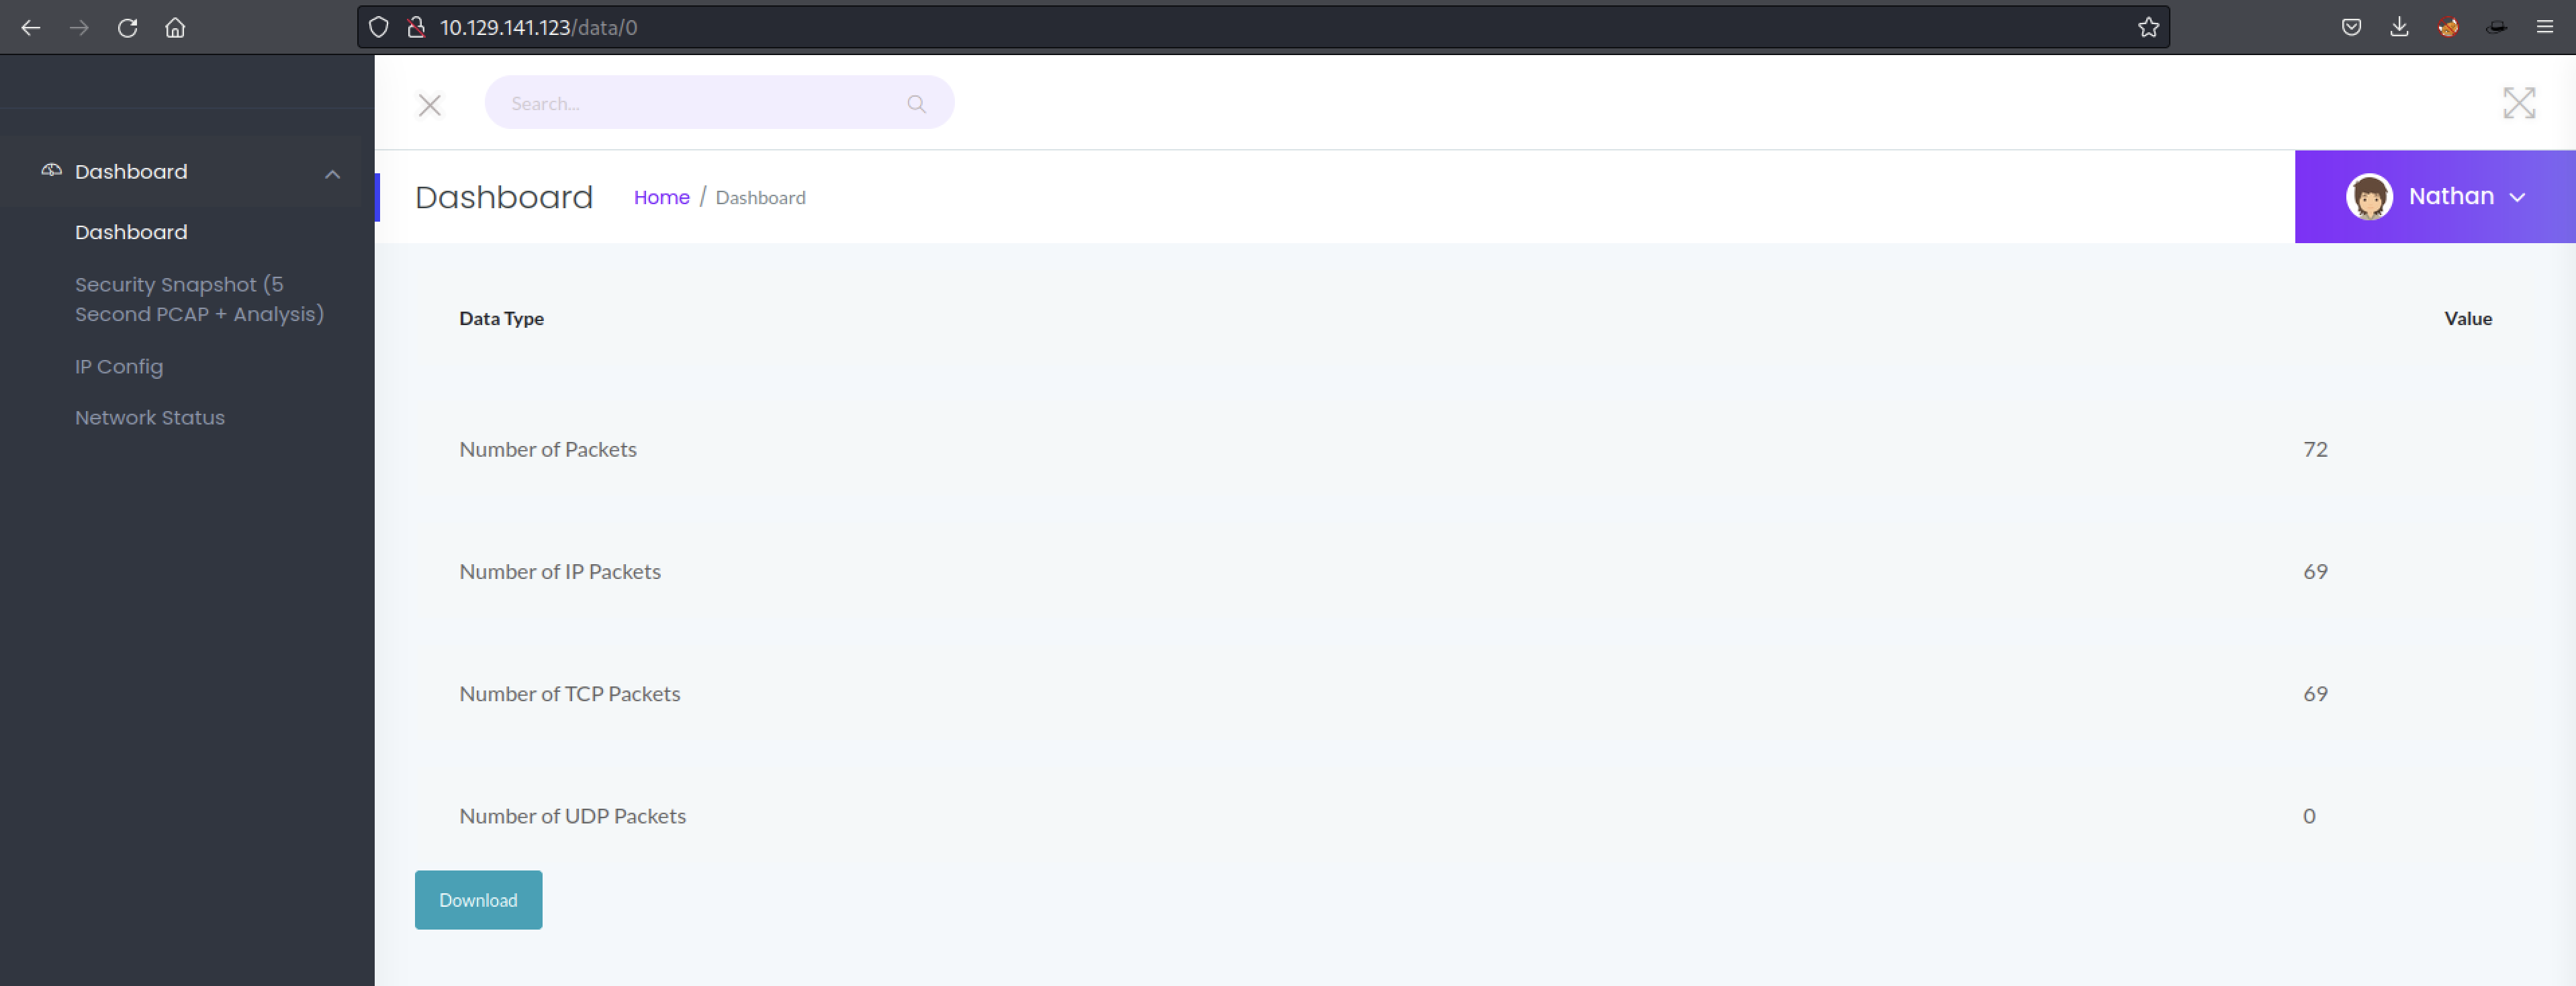 10.129.141.123/data/0
Search...
Dashboard
Dashboard
Security Snapshot (5
Second PCAP + Analysis)
IP Config
Network Status
Dashboard Home / Dashboard
Nathan
Data Type Value
Number of Packets 72
Number of IP Packets 69
Number of TCP Packets 69
Number of UDP Packets 0
Download